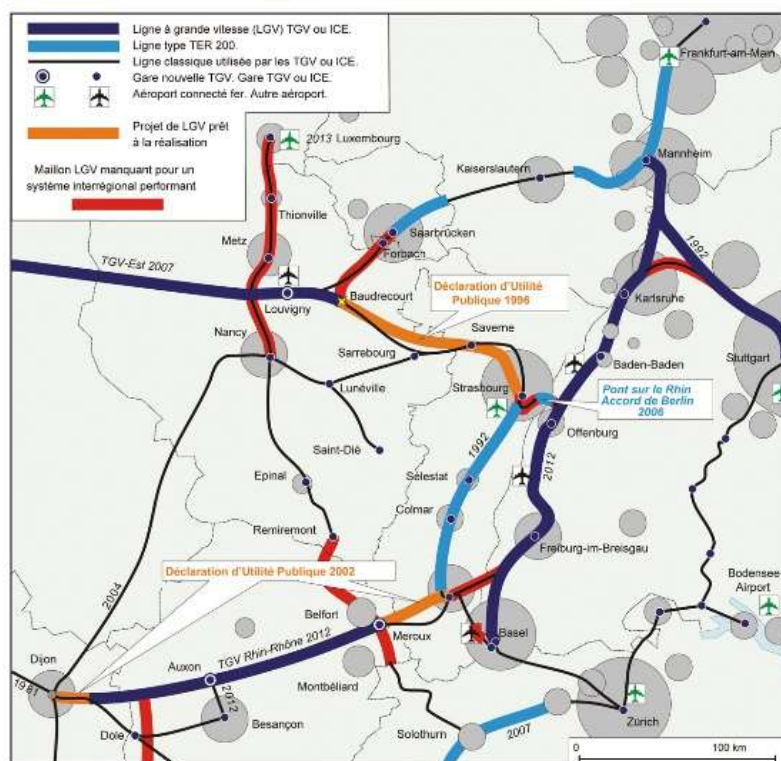 Ligne à grande vitesse (LGV) TGV ou ICE.
Ligne type TER 200.
Ligne classique utilisée par les TGV ou ICE.
Gare nouvelle TGV. Gare TGV ou ICE.
Aéroport connecté fer. Autre aéroport.
Projet de LGV prêt
à la réalisation
Maillon LGV manquant pour un
système interrégional performant
Frankfurt-am-Main
2013 Luxembourg
Mannheim
Kaiserslautern
Thionville
Saarbrücken
Forbach
Metz
1992
TGV-Est 2007
Louvigny
Baudrecourt
Déclaration d'Utilité
Publique 1996
Karlsruhe
Saverne
Nancy
Sarrebourg
Stuttgart
Baden-Baden
Lunéville
Strasbourg
Pont sur le Rhin
Accord de Berlin
2006
Offenburg
Saint-Dié
1992
2012
Epinal
Sélestat
Colmar
Remiremont
Freiburg-im-Breisgau
Déclaration d'Utilité Publique 2002
Bodensee
Airport
2004
Belfort
Meroux
Basel
TGV Rhin-Rhône 2012
Dijon
Auxon
1981
2012
Montbéliard
Besançon
Zürich
Dole
Solothurn
2007
0 100 km